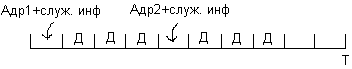 Адр1+служ. инф Адр2+служ. инф
Д Д Д Д Д Д
Т